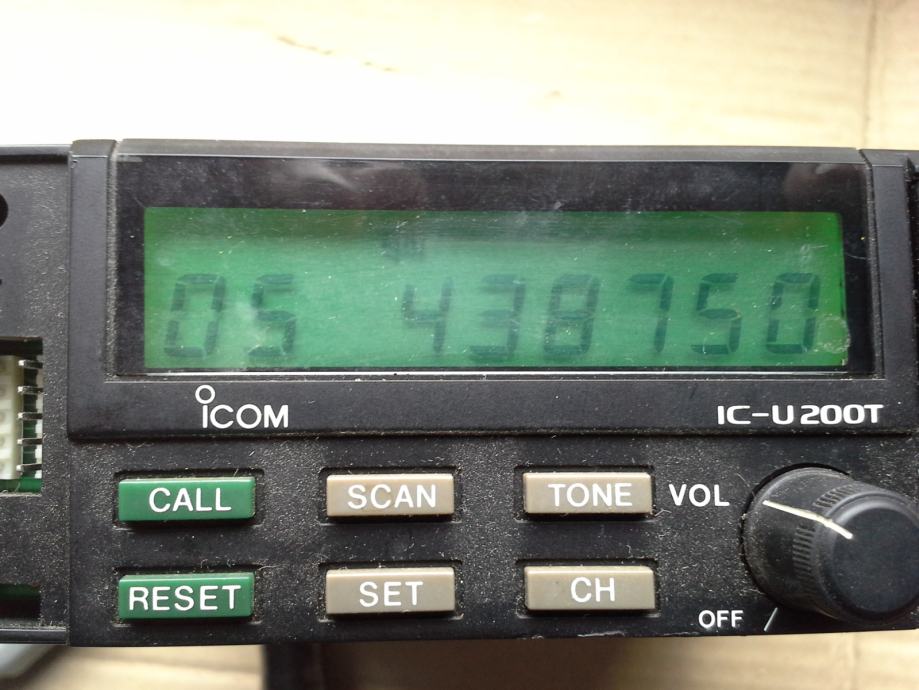 05 438750
ICOM IC-U200T
CALL SCAN TONE VOL
RESET SET CH OFF